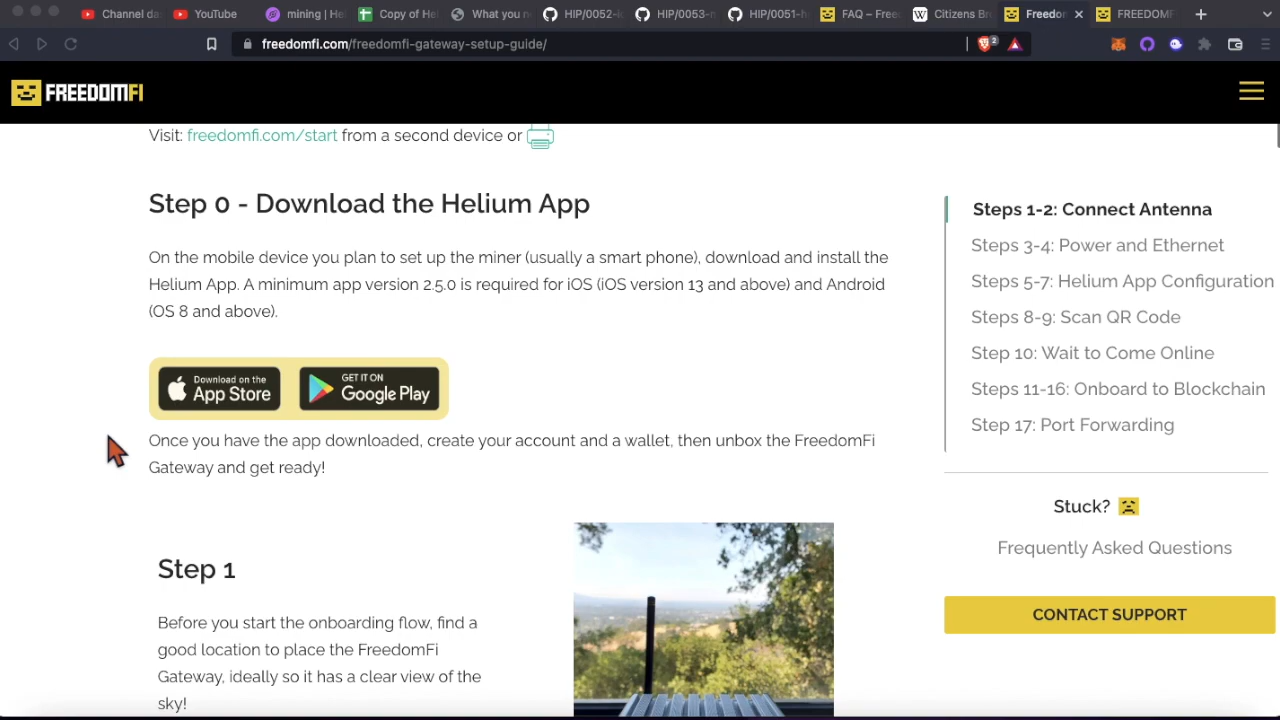 Channel da
YouTube
mining | He
Copy of Hel
What you n
HIP/0052-i
HIP/0053-n
HIP/0051-h
FAQ – Free
Citizens Br
Freedom
FREEDOMF
freedomfi.com/freedomfi-gateway-setup-guide/
2
FREEDOMFI
Visit: freedomfi.com/start from a second device or
Step 0 - Download the Helium App
On the mobile device you plan to set up the miner (usually a smart phone), download and install the
Helium App. A minimum app version 2.5.0 is required for iOS (iOS version 13 and above) and Android
(OS 8 and above).
Download on the
App Store
GET IT ON
Google Play
Once you have the app downloaded, create your account and a wallet, then unbox the FreedomFi
Gateway and get ready!
Step 1
Before you start the onboarding flow, find a
good location to place the FreedomFi
Gateway, ideally so it has a clear view of the
sky!
Steps 1-2: Connect Antenna
Steps 3-4: Power and Ethernet
Steps 5-7: Helium App Configuration
Steps 8-9: Scan QR Code
Step 10: Wait to Come Online
Steps 11-16: Onboard to Blockchain
Step 17: Port Forwarding
Stuck?
Frequently Asked Questions
CONTACT SUPPORT